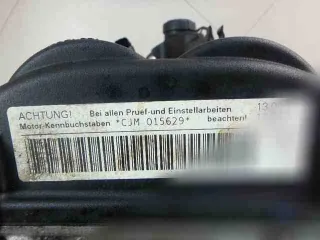 ACHTUNG! Bei allen Pruef-und Einstellarbeiten
Motor-Kennbuchstaben *CJM 015629* beachten!